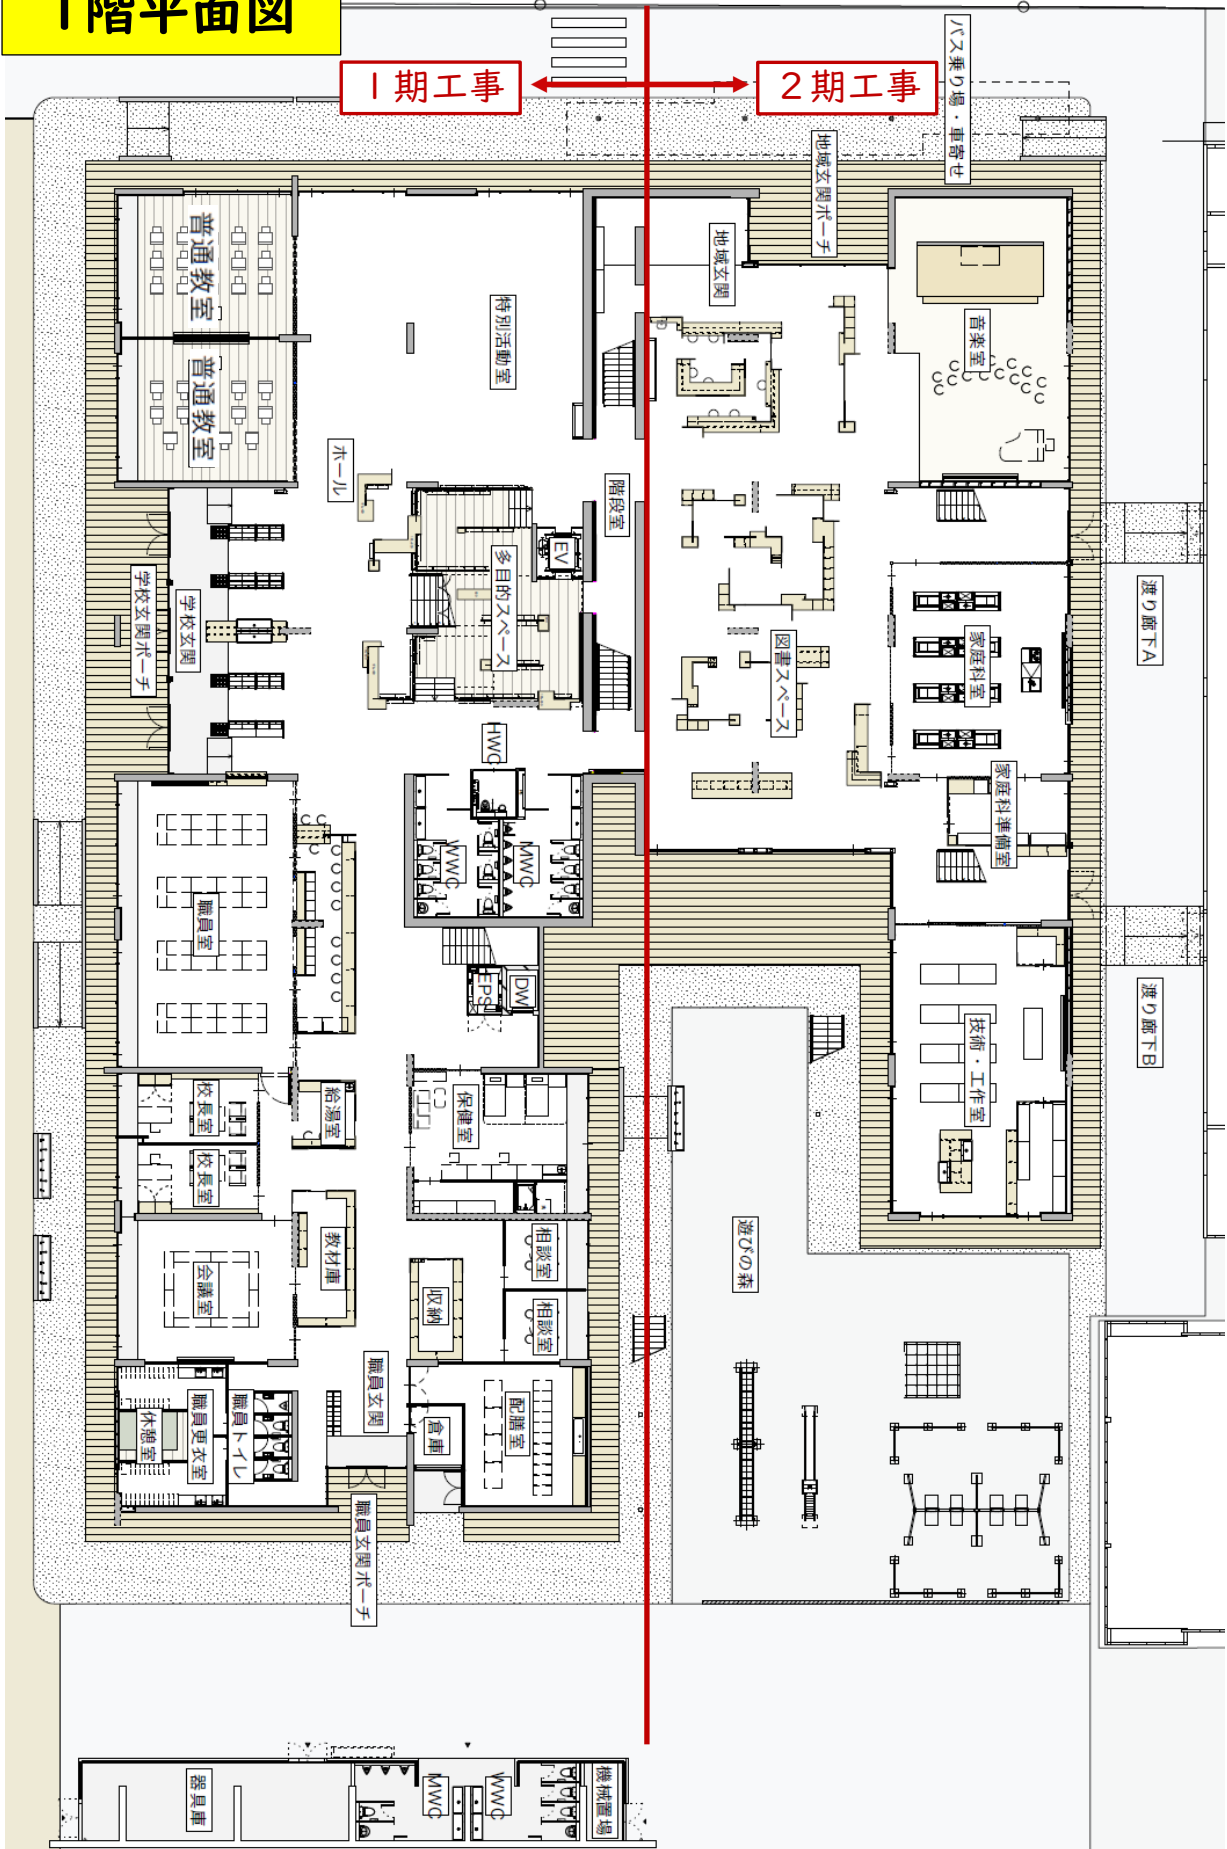 1階平面図
1期工事
2期工事
バス乗り場・車寄せ
地域玄関ポーチ
地域玄関
普通教室
特別活動室
音楽室
普通教室
ホール
階段室
EV
多目的スペース
学校玄関ポーチ
学校玄関
図書スペース
家庭科室
渡り廊下A
HWC
家庭科準備室
WWC
MWC
職員室
EPS
DW
技術・工作室
渡り廊下B
校長室
給湯室
保健室
校長室
教材庫
相談室
遊びの森
会議室
収納
相談室
職員玄関
職員トイレ
職員更衣室
休憩室
倉庫
配膳室
職員玄関ポーチ
器具庫
MWC
WWC
機械置場